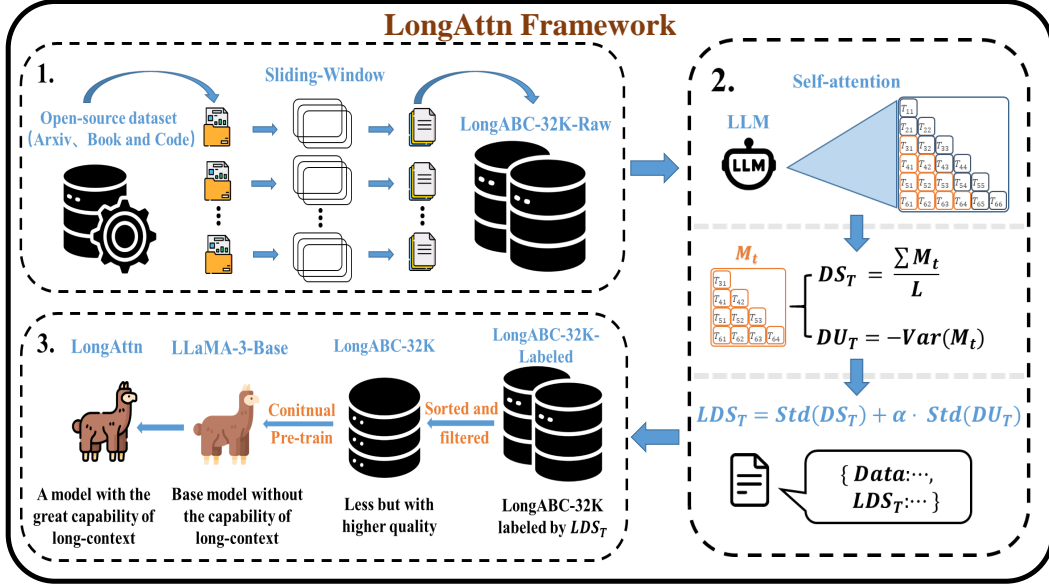 LongAttn Framework
1.
Sliding-Window
Open-source dataset
(Arxiv、Book and Code)
LongABC-32K-Raw
2.
Self-attention
LLM
LLM
T11
T21 T22
T31 T32 T33
T41 T42 T43 T44
T51 T52 T53 T54 T55
T61 T62 T63 T64 T65 T66
Mt
T31
T41 T42
T51 T52 T53
T61 T62 T63 T64
DST = ∑ Mt / L
DUT = −Var(Mt)
LDST = Std(DST) + α · Std(DUT)
{ Data:⋯,
LDST:⋯ }
3.
LongAttn
LLaMA-3-Base
LongABC-32K
LongABC-32K-
Labeled
Conitnual
Pre-train
Sorted and
filtered
A model with the
great capability of
long-context
Base model without
the capability of
long-context
Less but with
higher quality
LongABC-32K
labeled by LDST